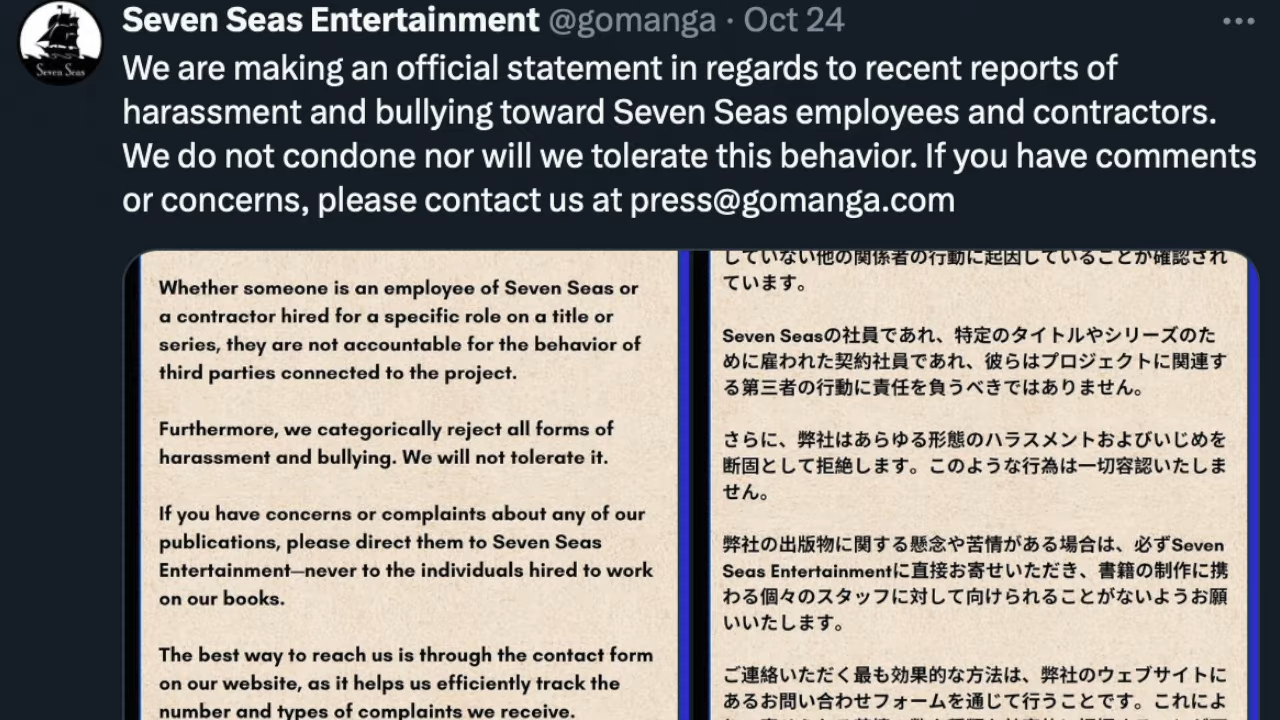 Seven Seas Entertainment @gomanga · Oct 24
Seven Seas
We are making an official statement in regards to recent reports of
harassment and bullying toward Seven Seas employees and contractors.
We do not condone nor will we tolerate this behavior. If you have comments
or concerns, please contact us at press@gomanga.com
Whether someone is an employee of Seven Seas or
a contractor hired for a specific role on a title or
series, they are not accountable for the behavior of
third parties connected to the project.
Furthermore, we categorically reject all forms of
harassment and bullying. We will not tolerate it.
If you have concerns or complaints about any of our
publications, please direct them to Seven Seas
Entertainment—never to the individuals hired to work
on our books.
The best way to reach us is through the contact form
on our website, as it helps us efficiently track the
number and types of complaints we receive.
していない他の関係者の行動に起因していることが確認され
ています。
Seven Seasの社員であれ、特定のタイトルやシリーズのた
めに雇われた契約社員であれ、彼らはプロジェクトに関連す
る第三者の行動に責任を負うべきではありません。
さらに、弊社はあらゆる形態のハラスメントおよびいじめを
断固として拒絶します。このような行為は一切容認いたしま
せん。
弊社の出版物に関する懸念や苦情がある場合は、必ずSeven
Seas Entertainmentに直接お寄せいただき、書籍の制作に携
わる個々のスタッフに対して向けられることがないようお願
いいたします。
ご連絡いただく最も効果的な方法は、弊社のウェブサイトに
あるお問い合わせフォームを通じて行うことです。これによ